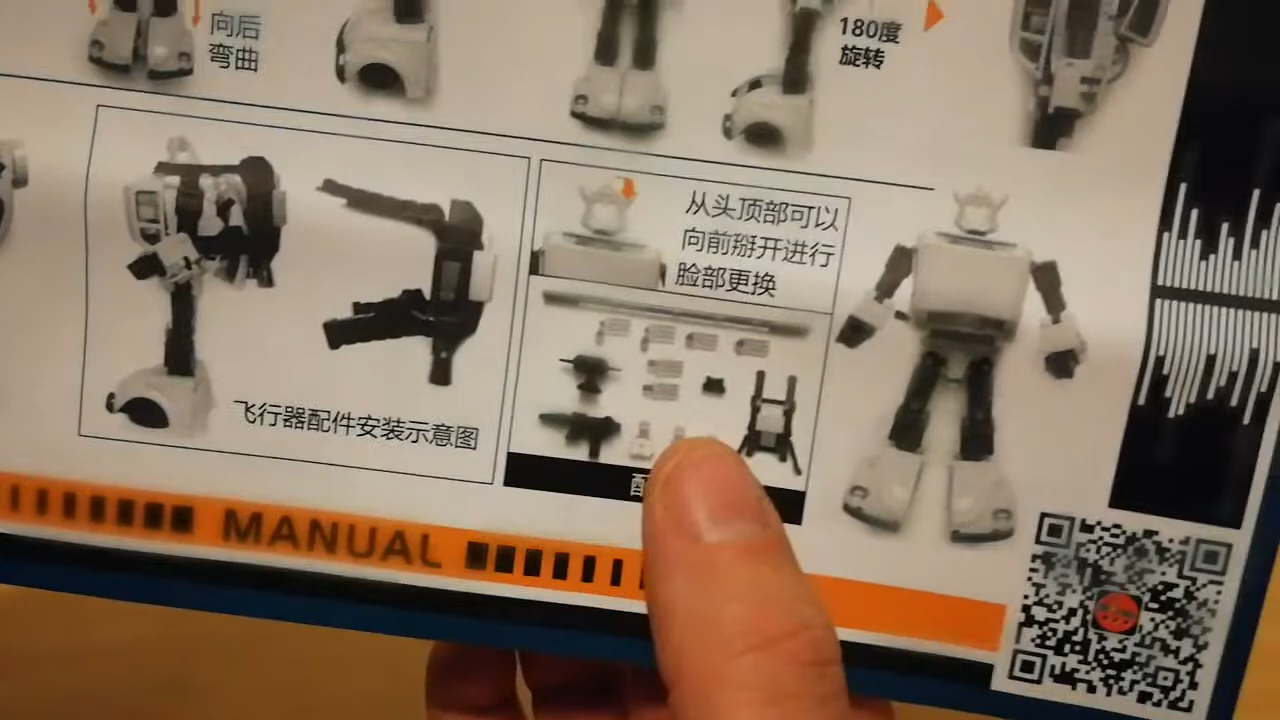 向后
弯曲
180度
旋转
从头顶部可以
向前掰开进行
脸部更换
飞行器配件安装示意图
MANUAL